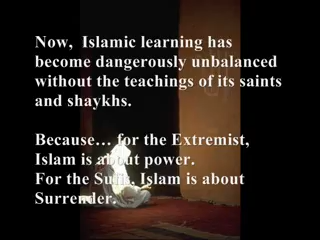 Now,  Islamic learning has
become dangerously unbalanced
without the teachings of its saints
and shaykhs.
Because… for the Extremist,
Islam is about power.
For the Sufis, Islam is about
Surrender.